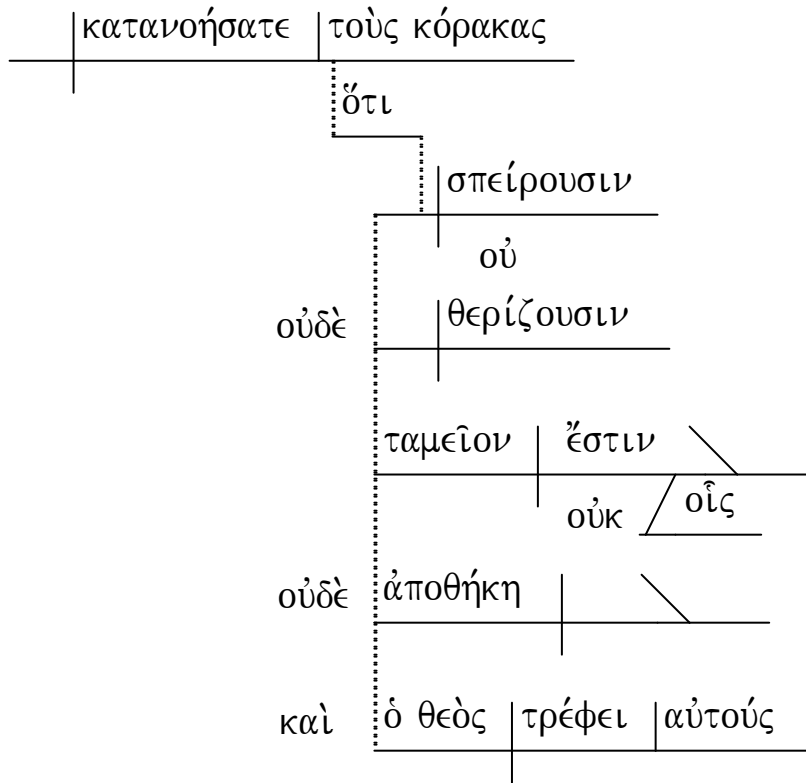 κατανοήσατε τοὺς κόρακας
ὅτι
σπείρουσιν
οὐ
οὐδὲ θερίζουσιν
ταμεῖον ἔστιν
οὐκ οἷς
οὐδὲ ἀποθήκη
καὶ ὁ θεὸς τρέφει αὐτούς